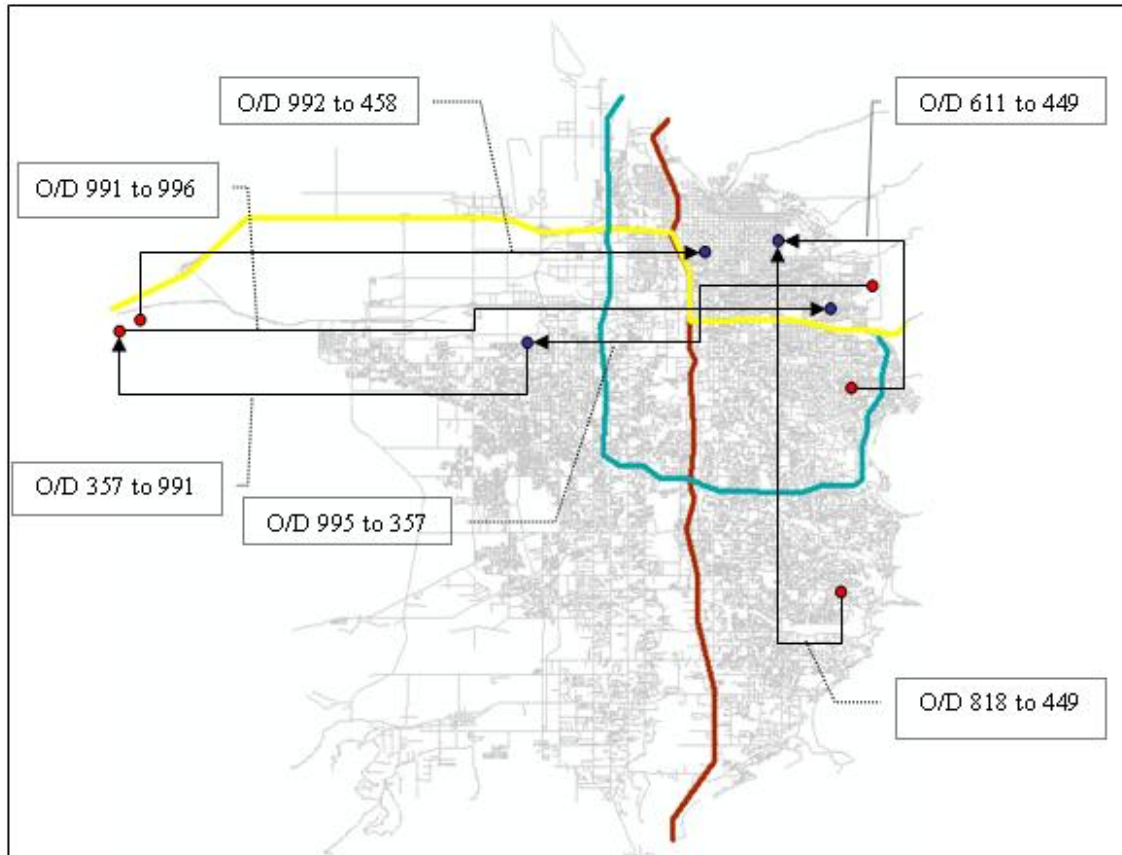 O/D 992 to 458
O/D 611 to 449
O/D 991 to 996
O/D 357 to 991
O/D 995 to 357
O/D 818 to 449